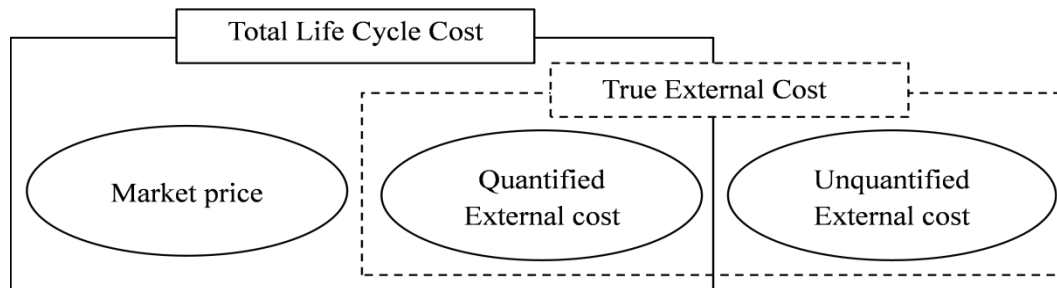 Total Life Cycle Cost
True External Cost
Market price
Quantified
External cost
Unquantified
External cost